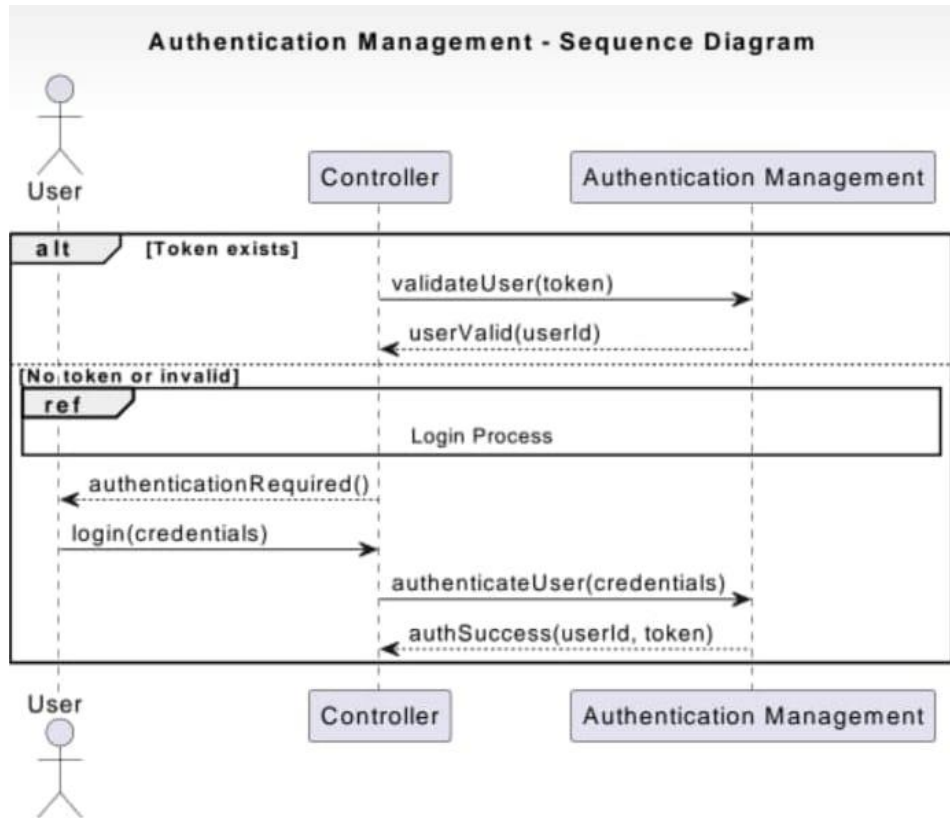 Authentication Management - Sequence Diagram
User
Controller
Authentication Management
alt
[Token exists]
validateUser(token)
userValid(userId)
[No token or invalid]
ref
Login Process
authenticationRequired()
login(credentials)
authenticateUser(credentials)
authSuccess(userId, token)
User
Controller
Authentication Management